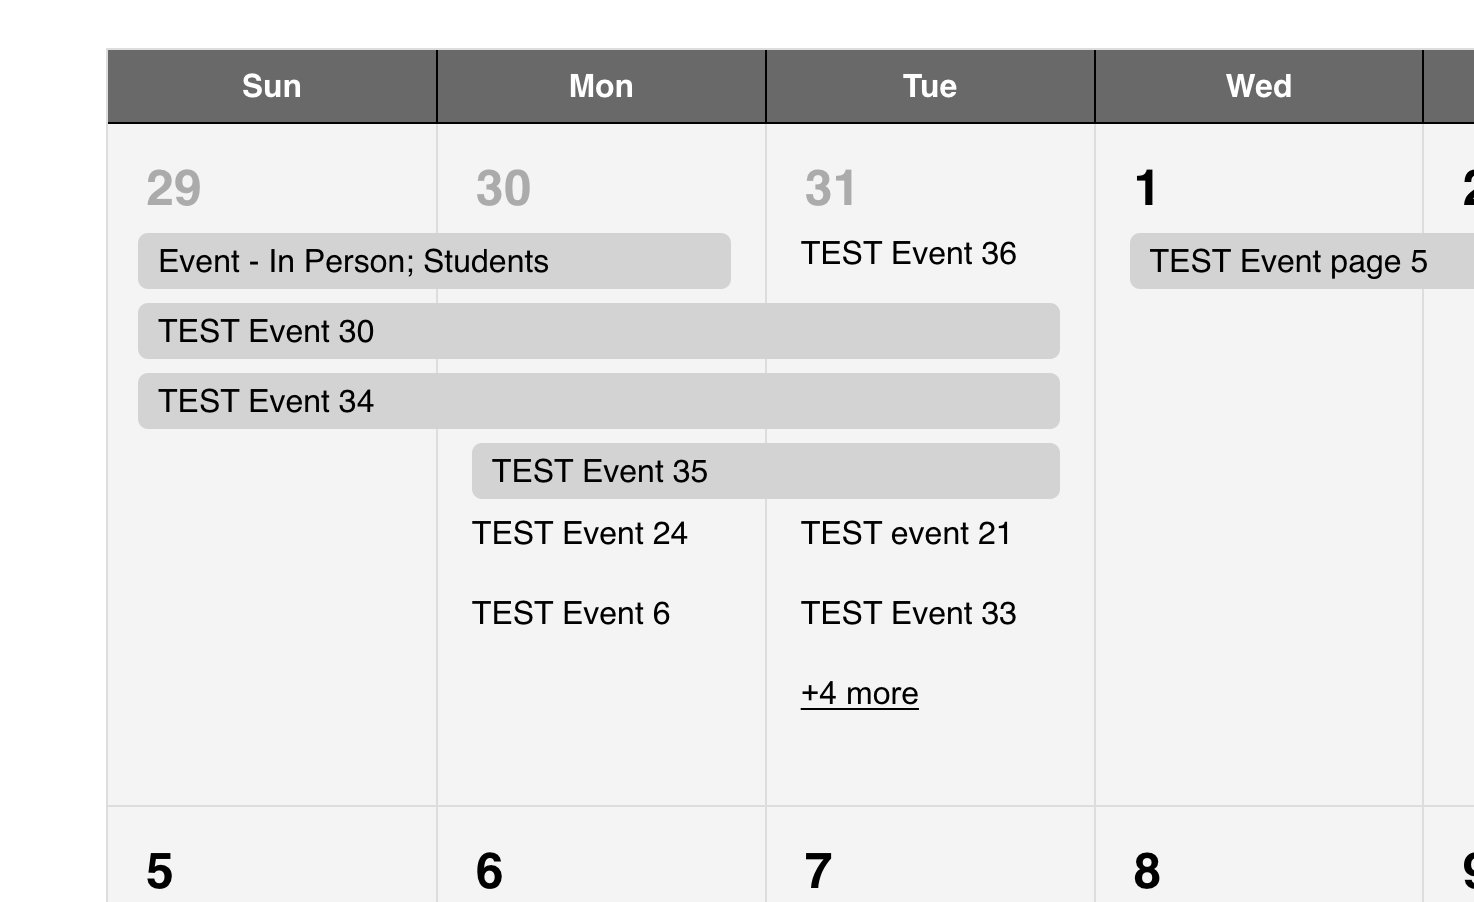 Sun Mon Tue Wed
29 30 31 1
Event - In Person; Students
TEST Event 36
TEST Event page 5
TEST Event 30
TEST Event 34
TEST Event 35
TEST Event 24
TEST event 21
TEST Event 6
TEST Event 33
+4 more
5 6 7 8